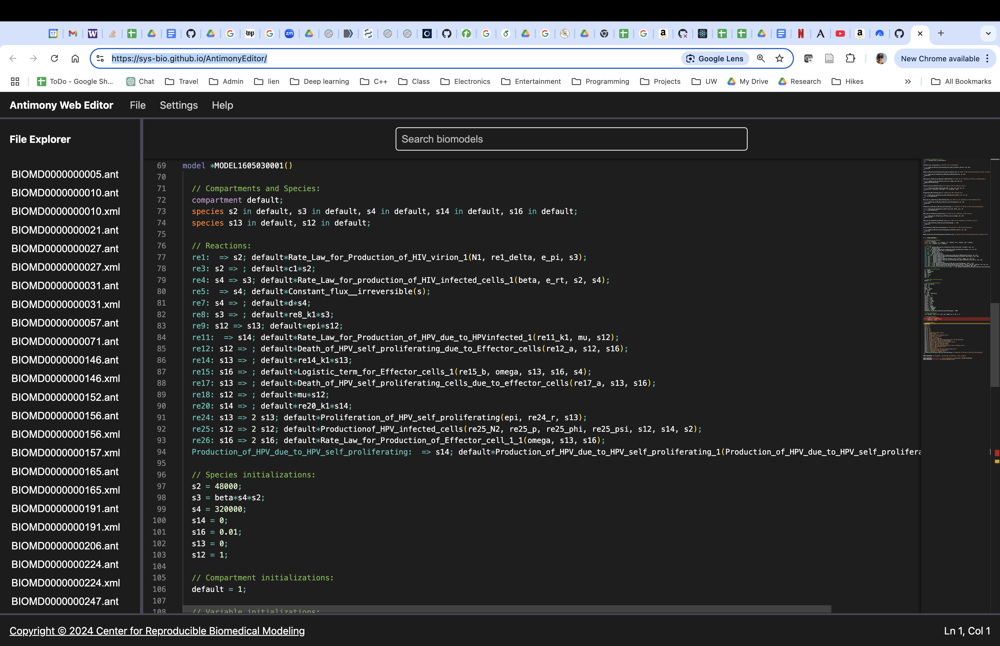 https://sys-bio.github.io/AntimonyEditor/
Google Lens
New Chrome available
ToDo - Google Sh...
Chat
Travel
Admin
lien
Deep learning
C++
Class
Electronics
Entertainment
Programming
Projects
UW
My Drive
Research
Hikes
All Bookmarks
Antimony Web Editor File Settings Help
File Explorer
Search biomodels
BIOMD0000000005.ant
BIOMD0000000010.ant
BIOMD0000000010.xml
BIOMD0000000021.ant
BIOMD0000000027.ant
BIOMD0000000027.xml
BIOMD0000000031.ant
BIOMD0000000031.xml
BIOMD0000000057.ant
BIOMD0000000071.ant
BIOMD0000000146.ant
BIOMD0000000146.xml
BIOMD0000000152.ant
BIOMD0000000156.ant
BIOMD0000000156.xml
BIOMD0000000157.xml
BIOMD0000000165.ant
BIOMD0000000165.xml
BIOMD0000000191.ant
BIOMD0000000191.xml
BIOMD0000000206.ant
BIOMD0000000224.ant
BIOMD0000000224.xml
BIOMD0000000247.ant
69 model *MODEL1605030001()
70
71 // Compartments and Species:
72 compartment default;
73 species s2 in default, s3 in default, s4 in default, s14 in default, s16 in default;
74 species s13 in default, s12 in default;
75
76 // Reactions:
77 re1:  => s2; default*Rate_Law_for_Production_of_HIV_virion_1(N1, re1_delta, e_pi, s3);
78 re3: s2 => ; default*c1*s2;
79 re4: s4 => s3; default*Rate_Law_for_production_of_HIV_infected_cells_1(beta, e_rt, s2, s4);
80 re5:  => s4; default*Constant_flux__irreversible(s);
81 re7: s4 => ; default*d*s4;
82 re8: s3 => ; default*re8_k1*s3;
83 re9: s12 => s13; default*epi*s12;
84 re11:  => s14; default*Rate_Law_for_Production_of_HPV_due_to_HPVinfected_1(re11_k1, mu, s12);
85 re12: s12 => ; default*Death_of_HPV_self_proliferating_due_to_Effector_cells(re12_a, s12, s16);
86 re14: s13 => ; default*re14_k1*s13;
87 re15: s16 => ; default*Logistic_term_for_Effector_cells_1(re15_b, omega, s13, s16, s4);
88 re17: s13 => ; default*Death_of_HPV_self_proliferating_cells_due_to_effector_cells(re17_a, s13, s16);
89 re18: s12 => ; default*mu*s12;
90 re20: s14 => ; default*re20_k1*s14;
91 re24: s13 => 2 s13; default*Proliferation_of_HPV_self_proliferating(epi, re24_r, s13);
92 re25: s12 => 2 s12; default*Productionof_HPV_infected_cells(re25_N2, re25_p, re25_phi, re25_psi, s12, s14, s2);
93 re26: s16 => 2 s16; default*Rate_Law_for_Production_of_Effector_cell_1_1(omega, s13, s16);
94 Production_of_HPV_due_to_HPV_self_proliferating:  => s14; default*Production_of_HPV_due_to_HPV_self_proliferating_1(Production_of_HPV_due_to_HPV_self_prolifera
95
96 // Species initializations:
97 s2 = 48000;
98 s3 = beta*s4*s2;
99 s4 = 320000;
100 s14 = 0;
101 s16 = 0.01;
102 s13 = 0;
103 s12 = 1;
104
105 // Compartment initializations:
106 default = 1;
107
108 // Variable initializations:
Copyright © 2024 Center for Reproducible Biomedical Modeling
Ln 1, Col 1